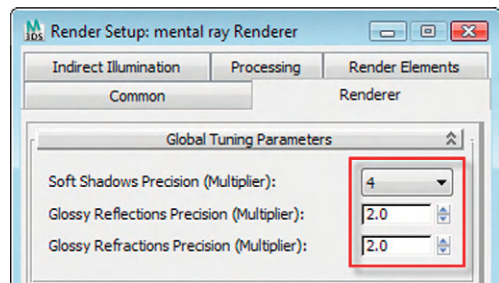 M
3DS
Render Setup: mental ray Renderer
Indirect Illumination
Processing
Render Elements
Common
Renderer
Global Tuning Parameters
Soft Shadows Precision (Multiplier):
4
Glossy Reflections Precision (Multiplier):
2.0
Glossy Refractions Precision (Multiplier):
2.0